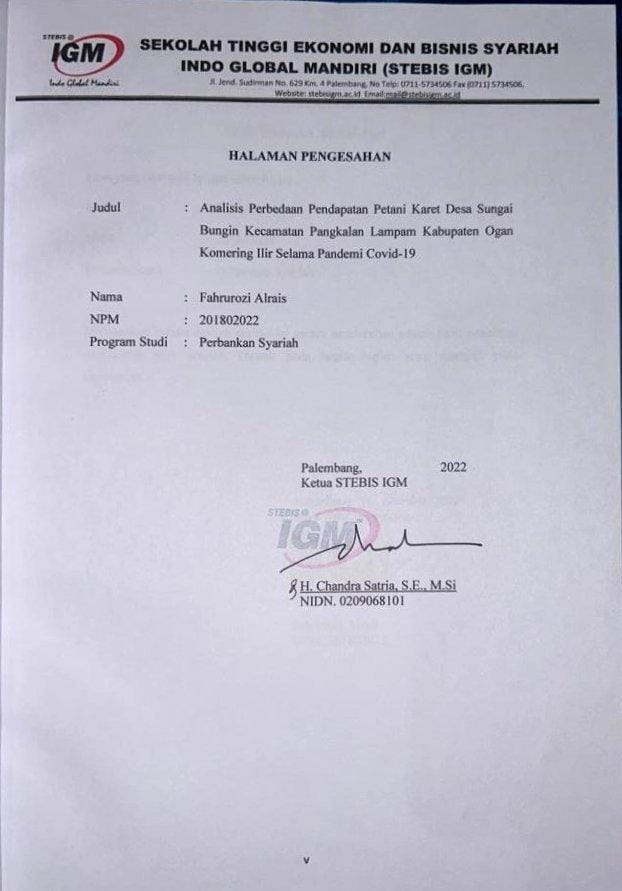 STEBIS
IGM
Indo Global Mandiri
SEKOLAH TINGGI EKONOMI DAN BISNIS SYARIAH
INDO GLOBAL MANDIRI (STEBIS IGM)
Jl. Jend. Sudirman No. 629 Km. 4 Palembang, No Telp: 0711-5734506 Fax (0711) 5734506,
Website: stebisigm.ac.id Email:mail@stebisigm.ac.id
HALAMAN PENGESAHAN
Judul : Analisis Perbedaan Pendapatan Petani Karet Desa Sungai
Bungin Kecamatan Pangkalan Lampam Kabupaten Ogan
Komering Ilir Selama Pandemi Covid-19
Nama : Fahrurozi Alrais
NPM : 201802022
Program Studi : Perbankan Syariah
Palembang, 2022
Ketua STEBIS IGM
STEBIS
IGM
H. Chandra Satria, S.E., M.Si
NIDN. 0209068101
v